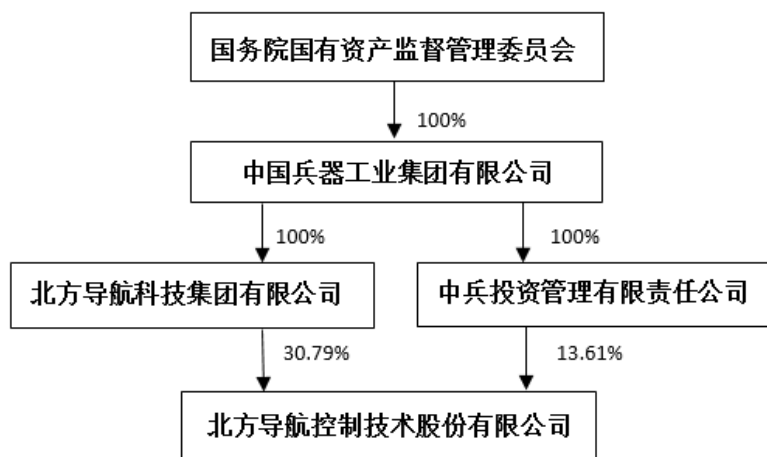 国务院国有资产监督管理委员会
100%
中国兵器工业集团有限公司
100%
100%
北方导航科技集团有限公司
中兵投资管理有限责任公司
30.79%
13.61%
北方导航控制技术股份有限公司